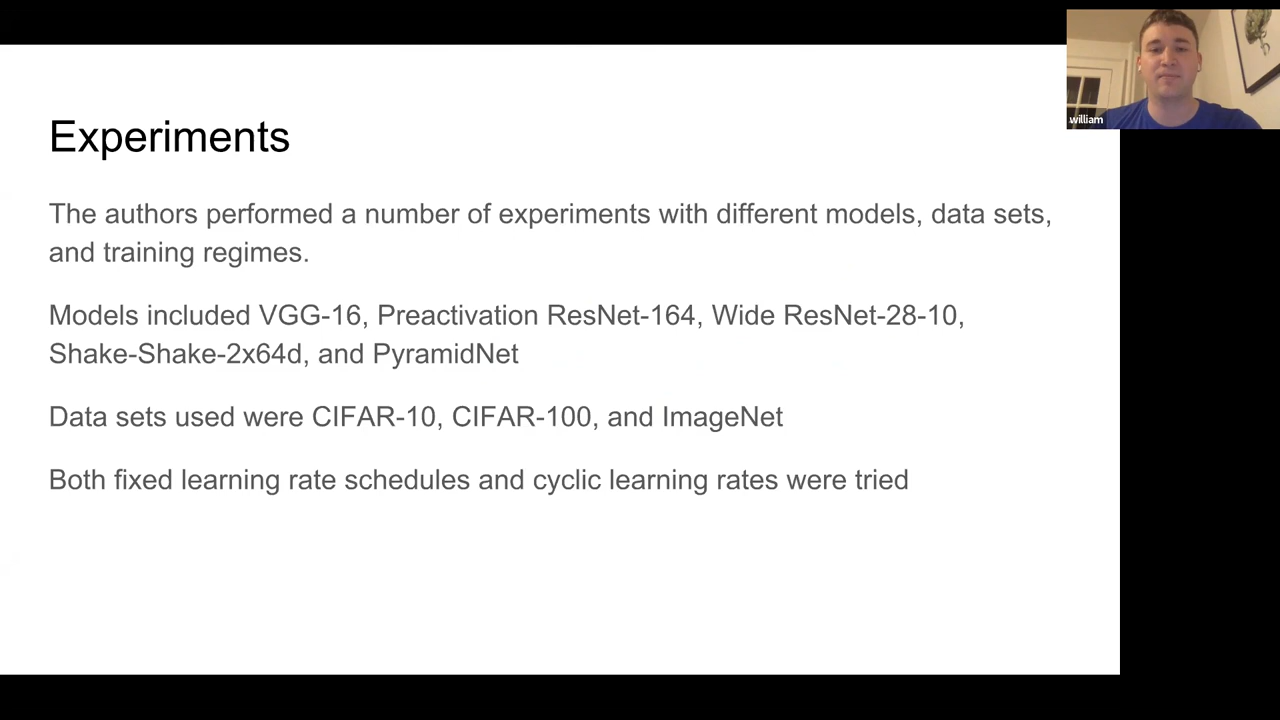 william
Experiments
The authors performed a number of experiments with different models, data sets,
and training regimes.
Models included VGG-16, Preactivation ResNet-164, Wide ResNet-28-10,
Shake-Shake-2x64d, and PyramidNet
Data sets used were CIFAR-10, CIFAR-100, and ImageNet
Both fixed learning rate schedules and cyclic learning rates were tried